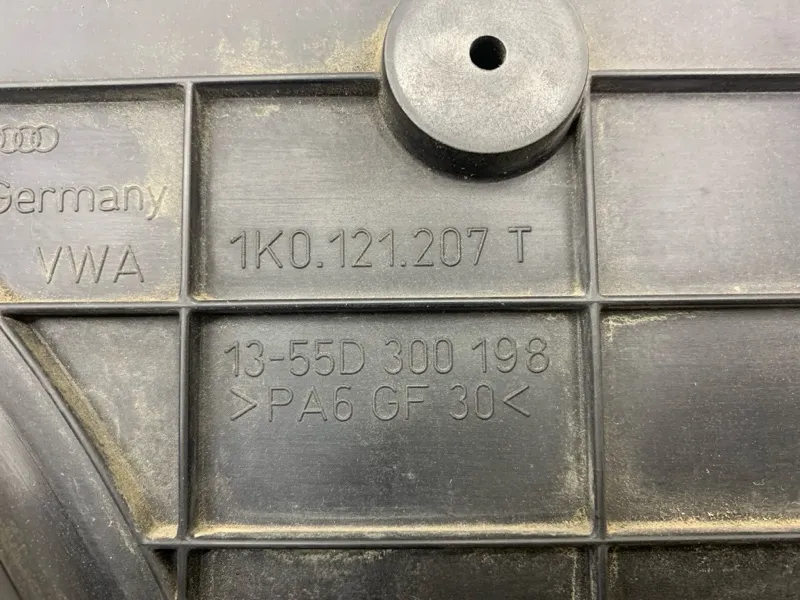 Germany
VWA
1K0.121.207 T
13-55D 300 198
>PA6 GF 30<